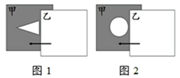 甲 乙 甲 乙
图 1 图 2